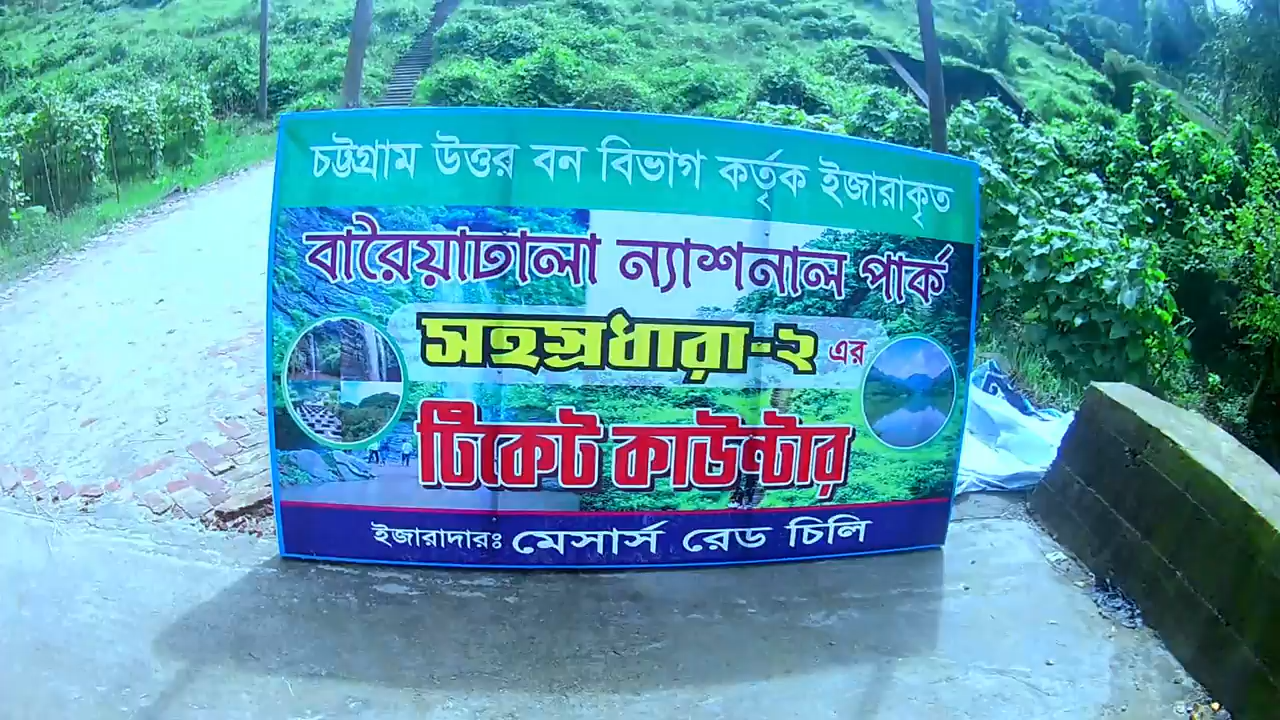 চট্টগ্রাম উত্তর বন বিভাগ কর্তৃক ইজারাকৃত
বারৈয়াঢালা ন্যাশনাল পার্ক
সহস্রধারা-২ এর
টিকেট কাউন্টার
ইজারাদারঃ মেসার্স রেড চিলি